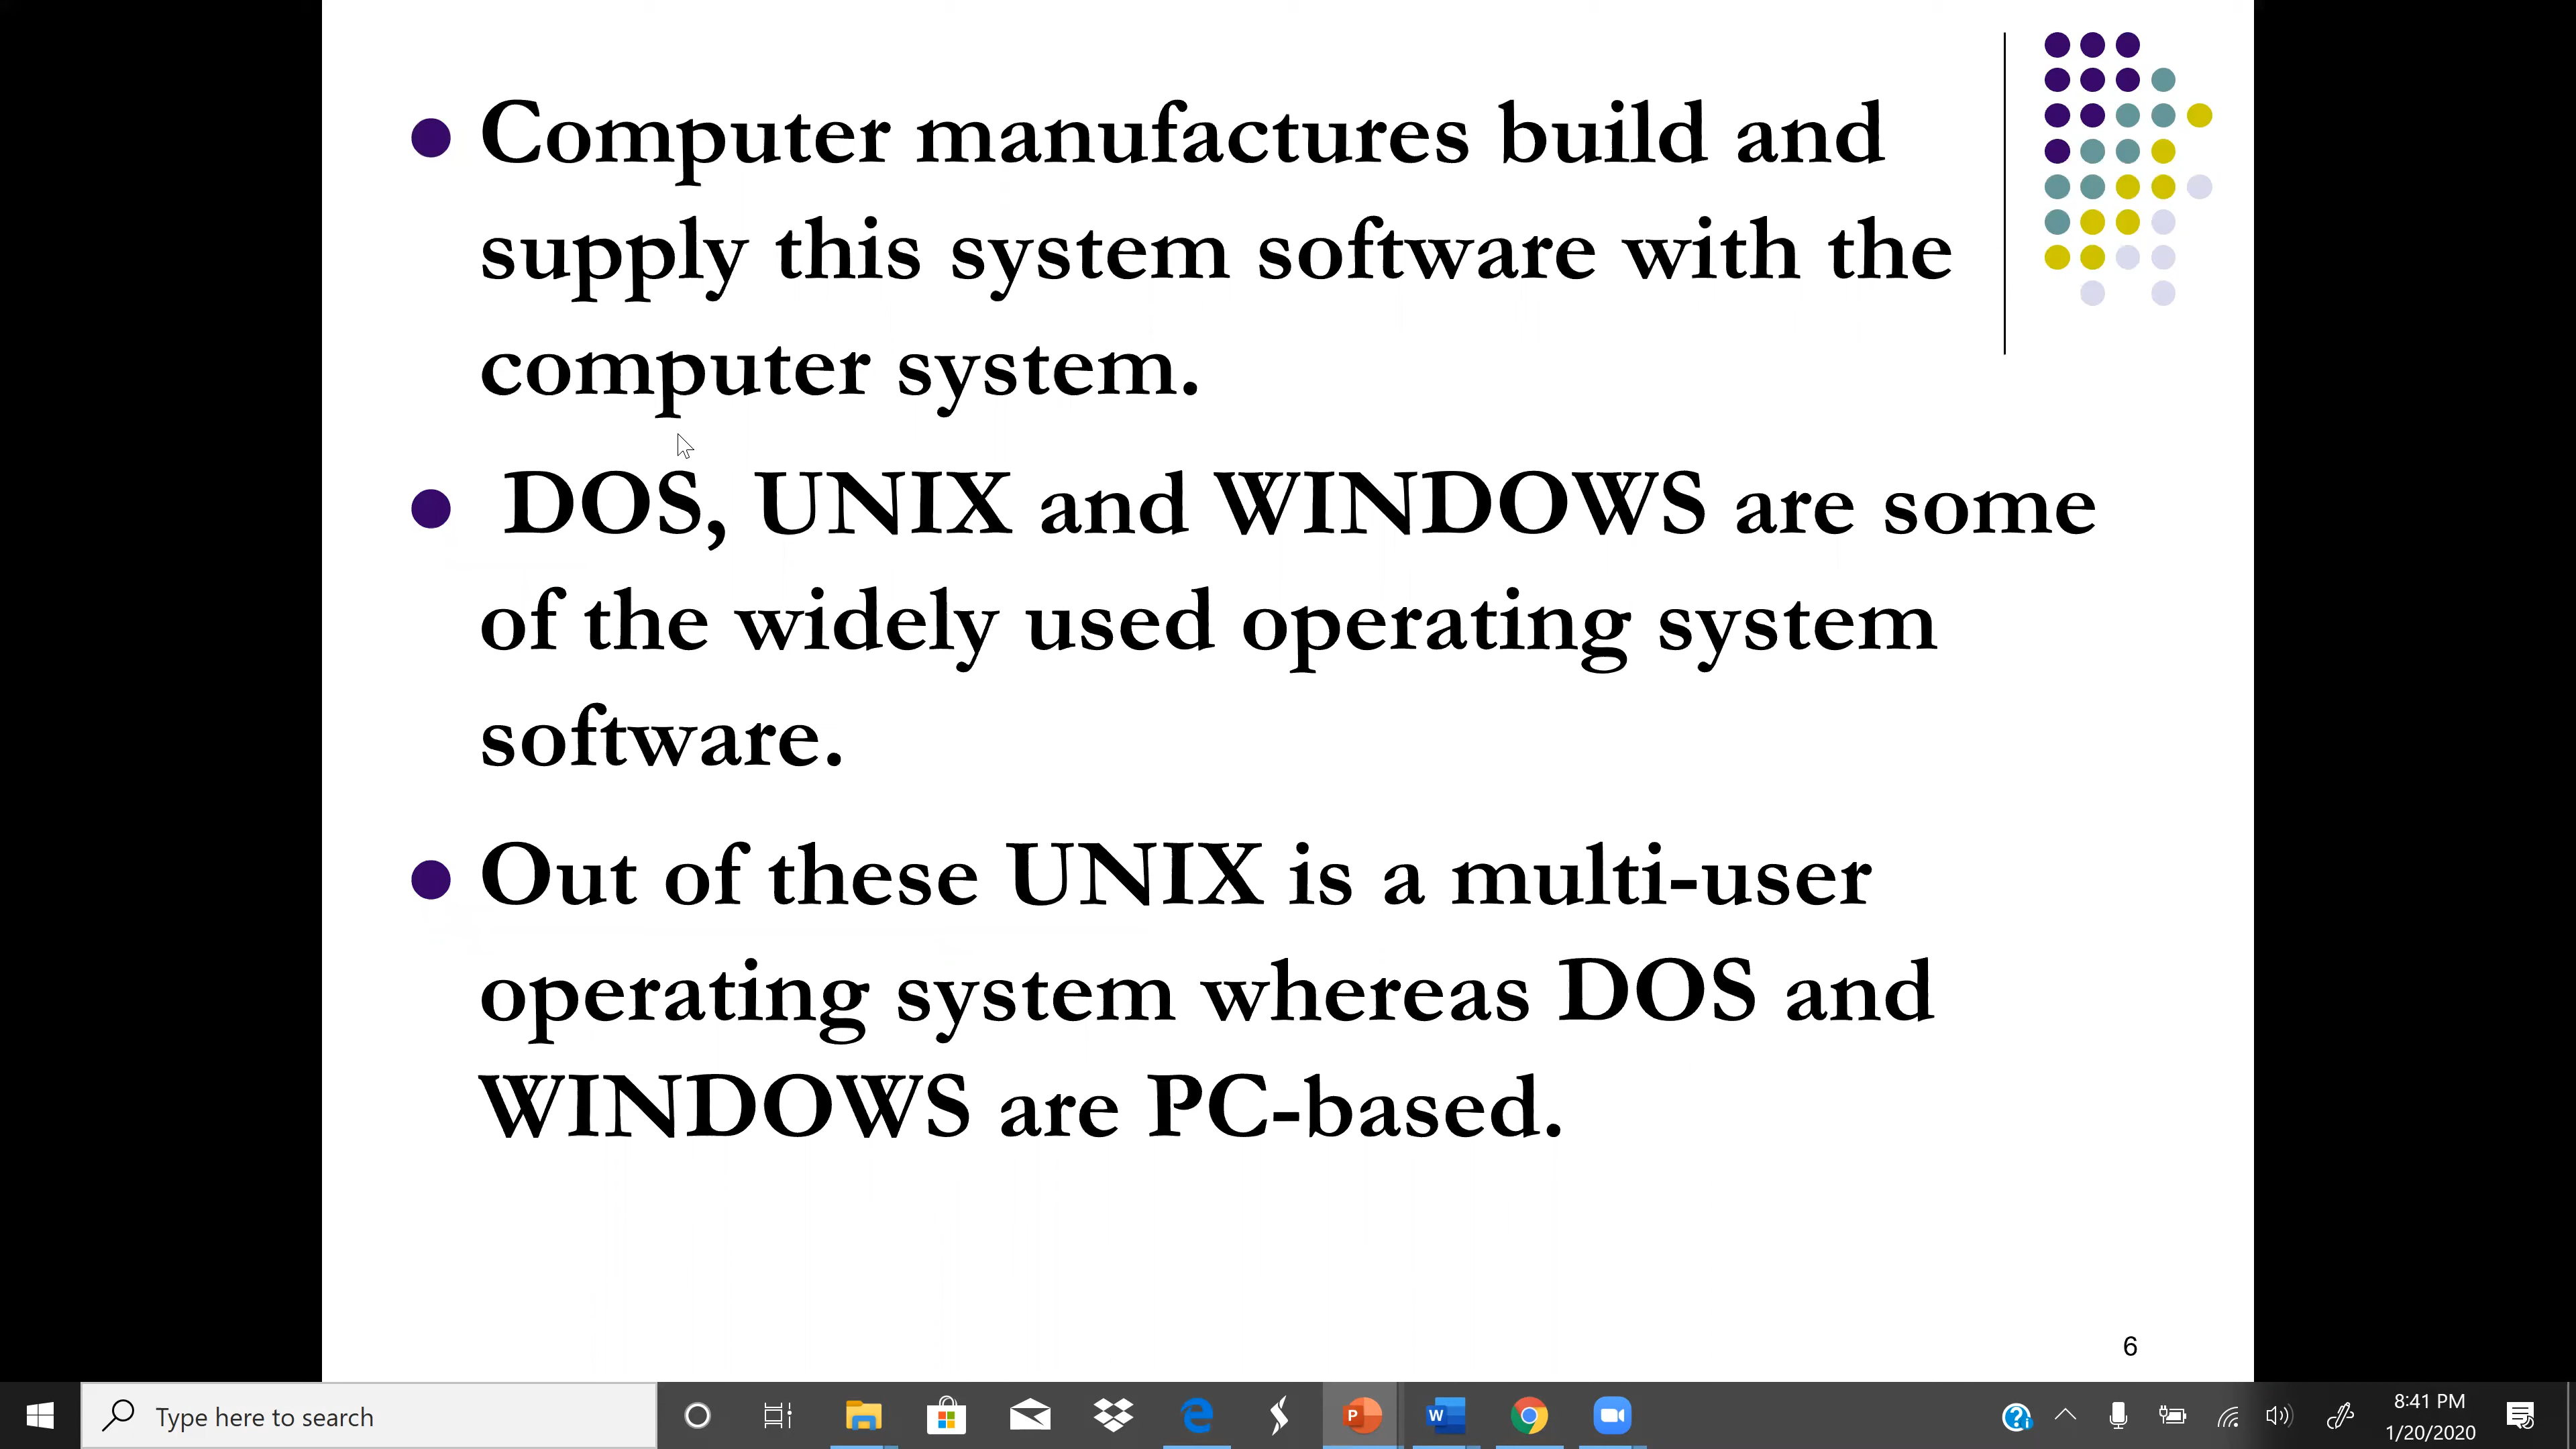 Computer manufactures build and
supply this system software with the
computer system.
DOS, UNIX and WINDOWS are some
of the widely used operating system
software.
Out of these UNIX is a multi-user
operating system whereas DOS and
WINDOWS are PC-based.
6
Type here to search
8:41 PM
1/20/2020